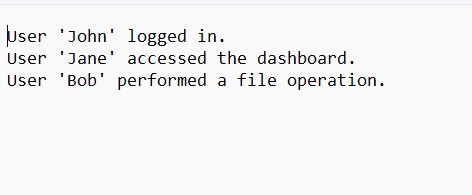 User 'John' logged in.
User 'Jane' accessed the dashboard.
User 'Bob' performed a file operation.